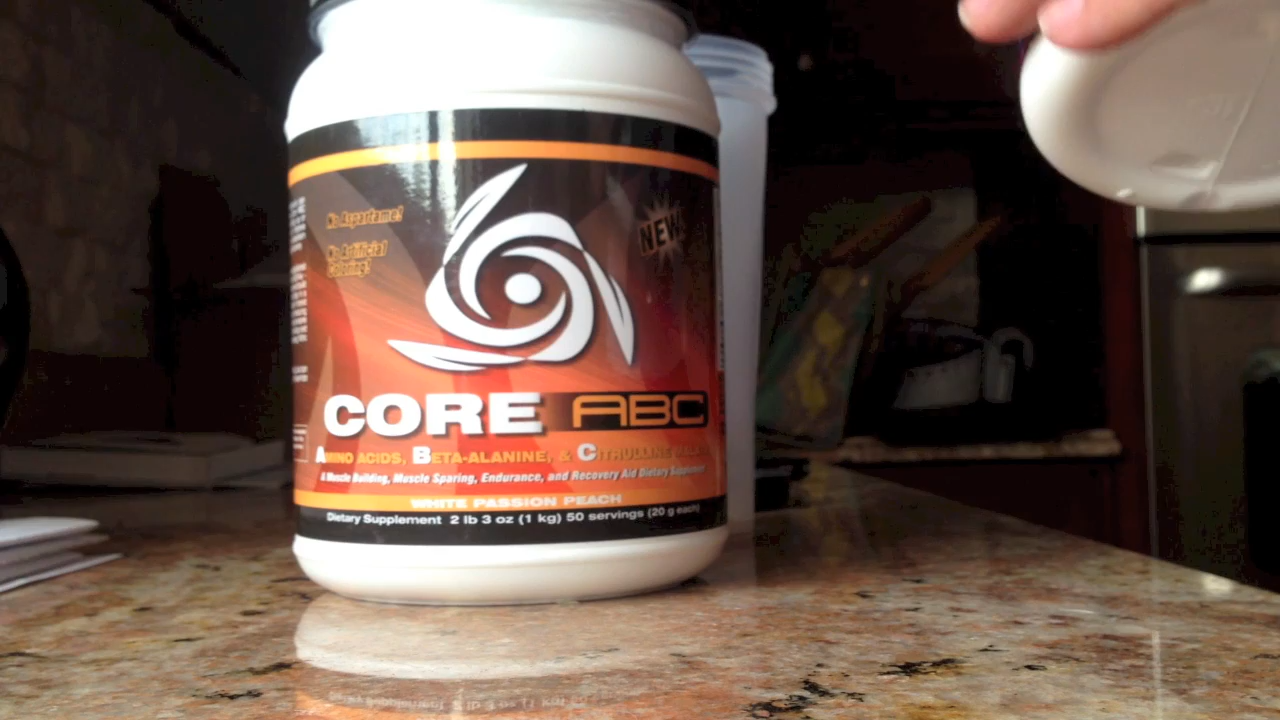 No Aspartame!
No Artificial
Coloring!
NEW!
CORE ABC
AMINO ACIDS, BETA-ALANINE, & CITRULLINE
A Muscle Building, Muscle Sparing, Endurance, and Recovery Aid Dietary Supplement
WHITE PASSION PEACH
Dietary Supplement 2 lb 3 oz (1 kg) 50 servings (20 g each)